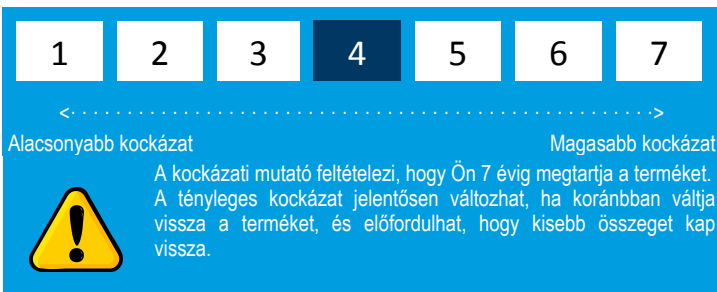 1 2 3 4 5 6 7
Alacsonyabb kockázat Magasabb kockázat
A kockázati mutató feltételezi, hogy Ön 7 évig megtartja a terméket.
A tényleges kockázat jelentősen változhat, ha koránbban váltja
vissza a terméket, és előfordulhat, hogy kisebb összeget kap
vissza.